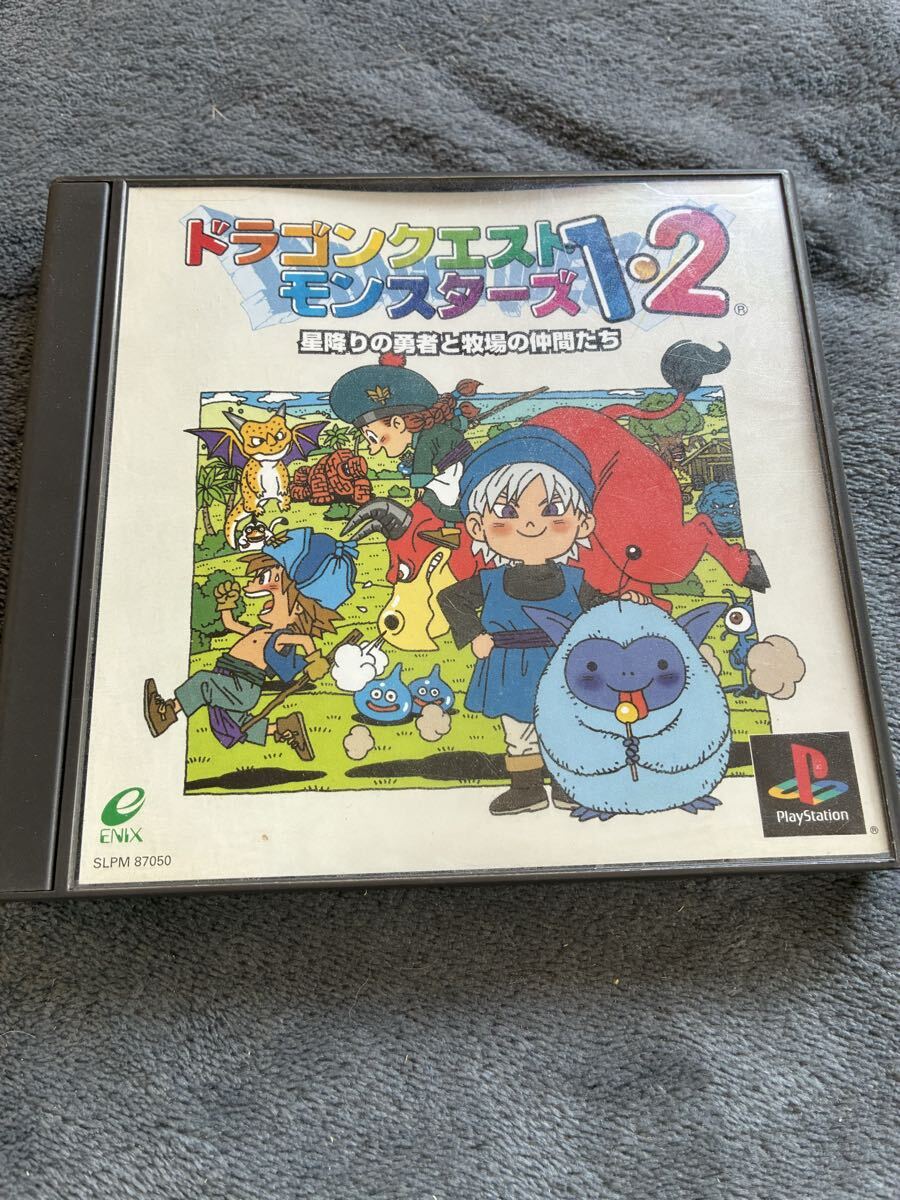 ドラゴンクエスト
モンスターズ1・2®
星降りの勇者と牧場の仲間たち
ENIX
SLPM 87050
PlayStation®